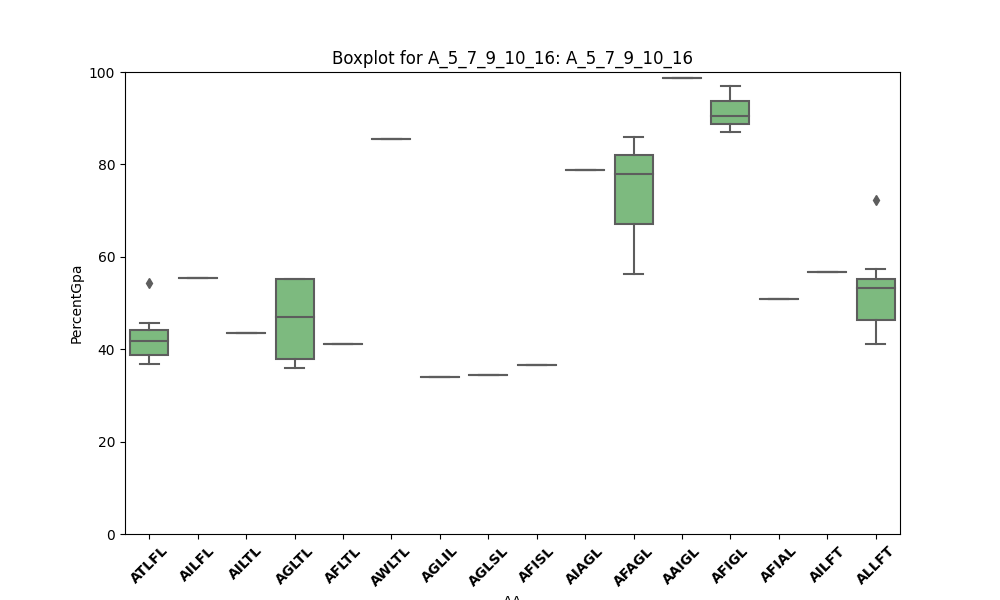 Boxplot for A_5_7_9_10_16: A_5_7_9_10_16
100
80
60
40
20
0
PercentGpa
ATLFL AILFL AILTL AGLTL AFLTL AWLTL AGLIL AGLSL AFISL AIAGL AFAGL AAIGL AFIGL AFIAL AILFT ALLFT
AA